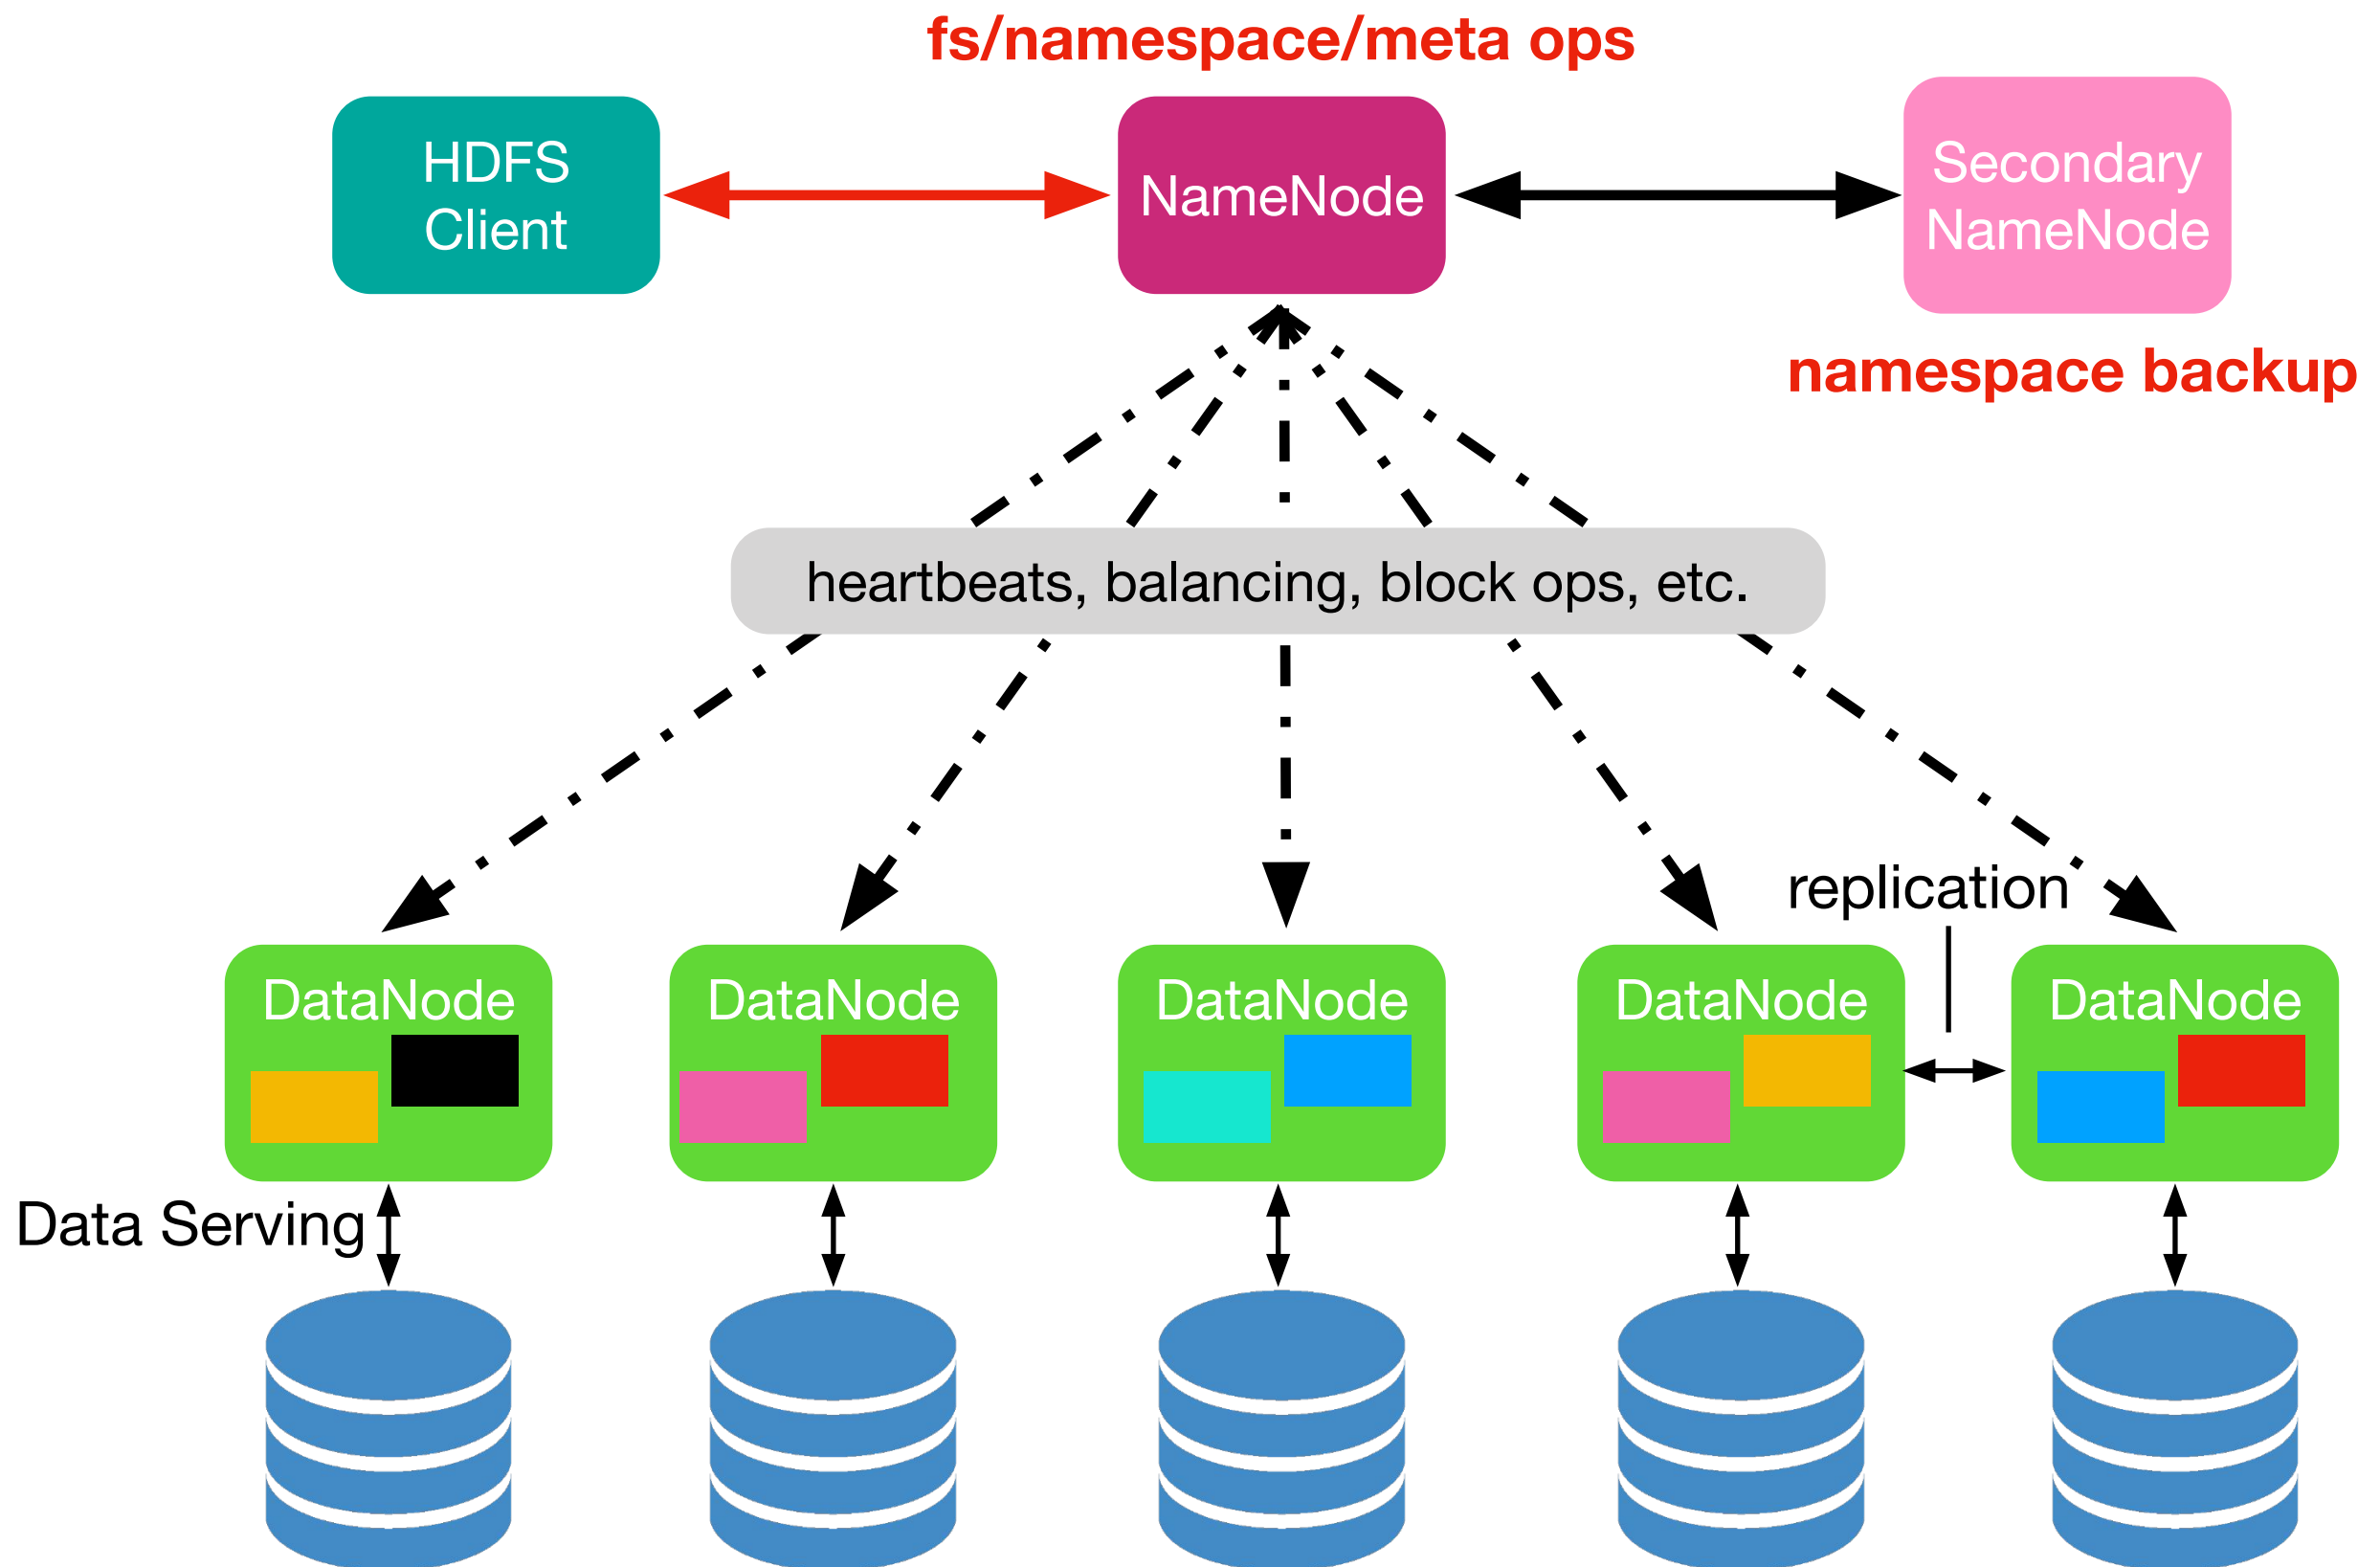 fs/namespace/meta ops
HDFS
Client
NameNode
Secondary
NameNode
namespace backup
heartbeats, balancing, block ops, etc.
replication
DataNode
DataNode
DataNode
DataNode
DataNode
Data Serving